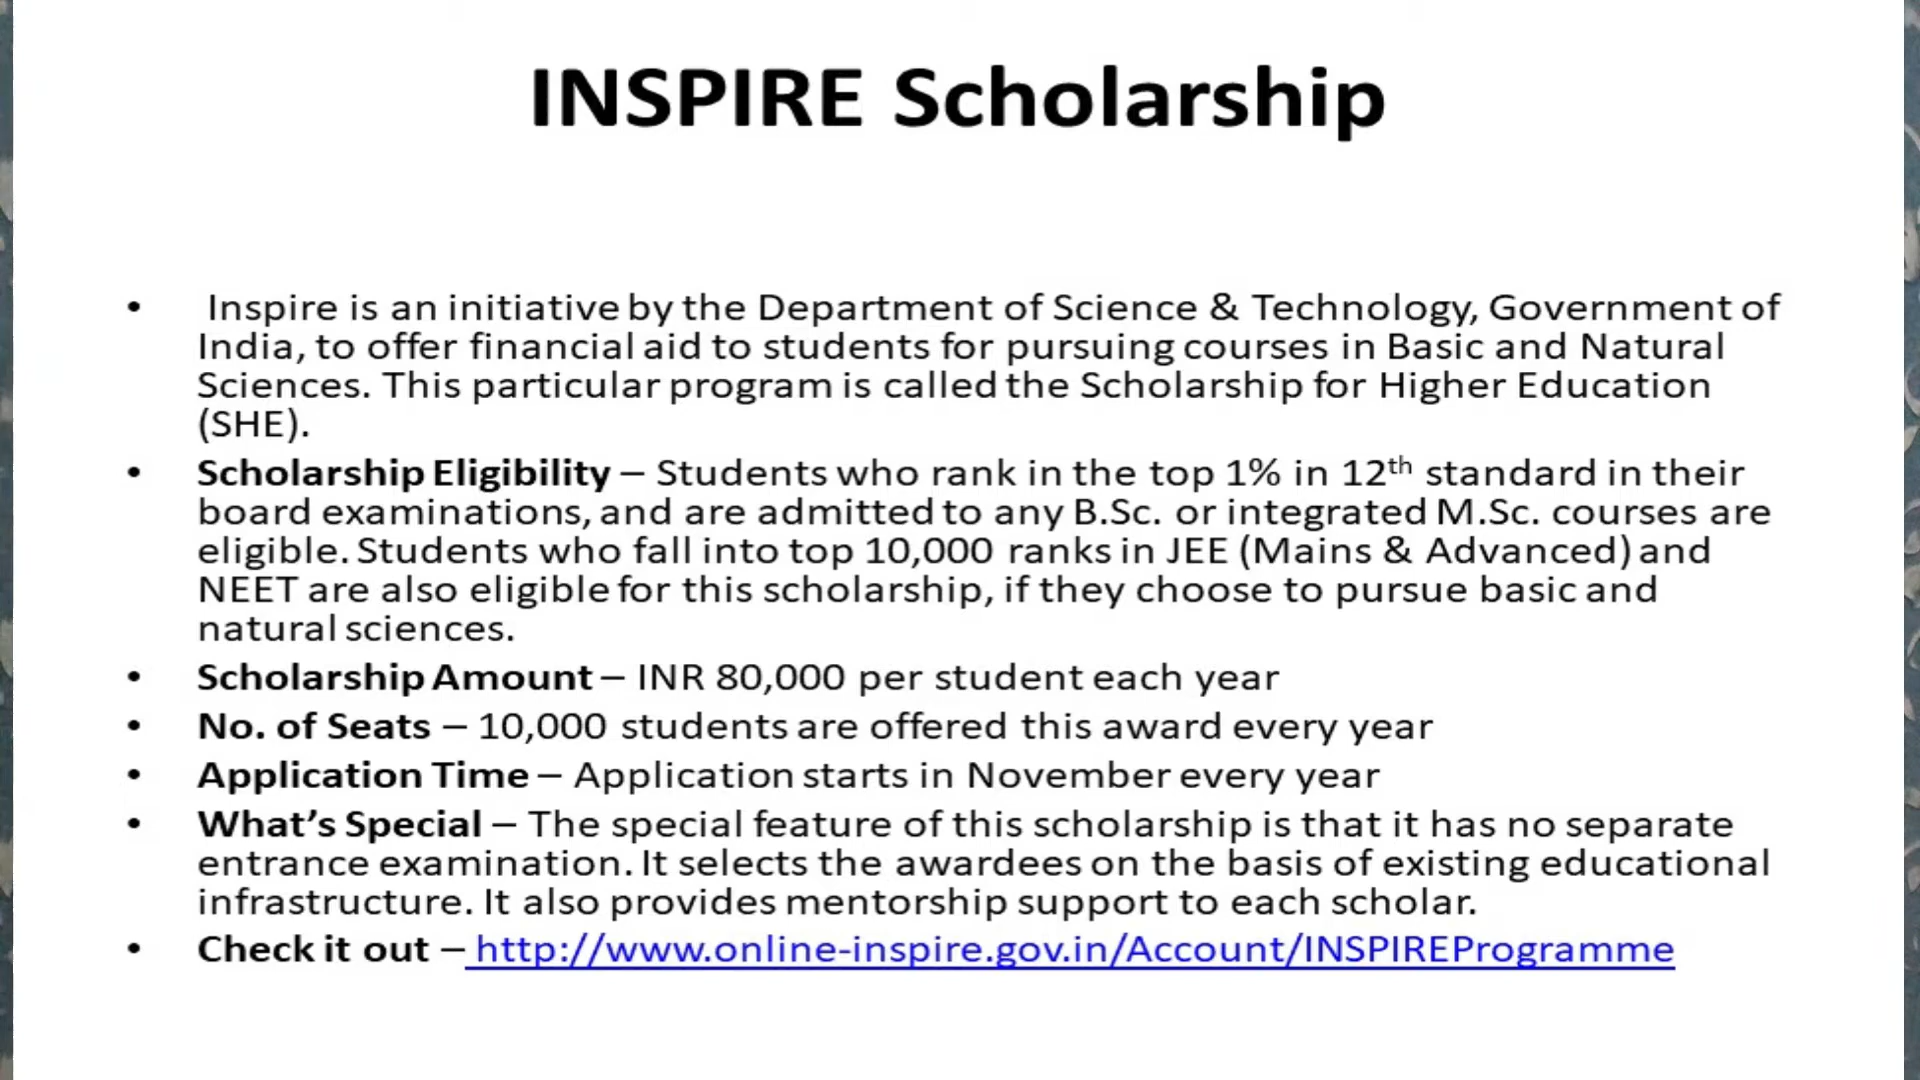 INSPIRE Scholarship
• Inspire is an initiative by the Department of Science & Technology, Government of
India, to offer financial aid to students for pursuing courses in Basic and Natural
Sciences. This particular program is called the Scholarship for Higher Education
(SHE).
• Scholarship Eligibility – Students who rank in the top 1% in 12th standard in their
board examinations, and are admitted to any B.Sc. or integrated M.Sc. courses are
eligible. Students who fall into top 10,000 ranks in JEE (Mains & Advanced) and
NEET are also eligible for this scholarship, if they choose to pursue basic and
natural sciences.
• Scholarship Amount – INR 80,000 per student each year
• No. of Seats – 10,000 students are offered this award every year
• Application Time – Application starts in November every year
• What’s Special – The special feature of this scholarship is that it has no separate
entrance examination. It selects the awardees on the basis of existing educational
infrastructure. It also provides mentorship support to each scholar.
• Check it out – http://www.online-inspire.gov.in/Account/INSPIREProgramme